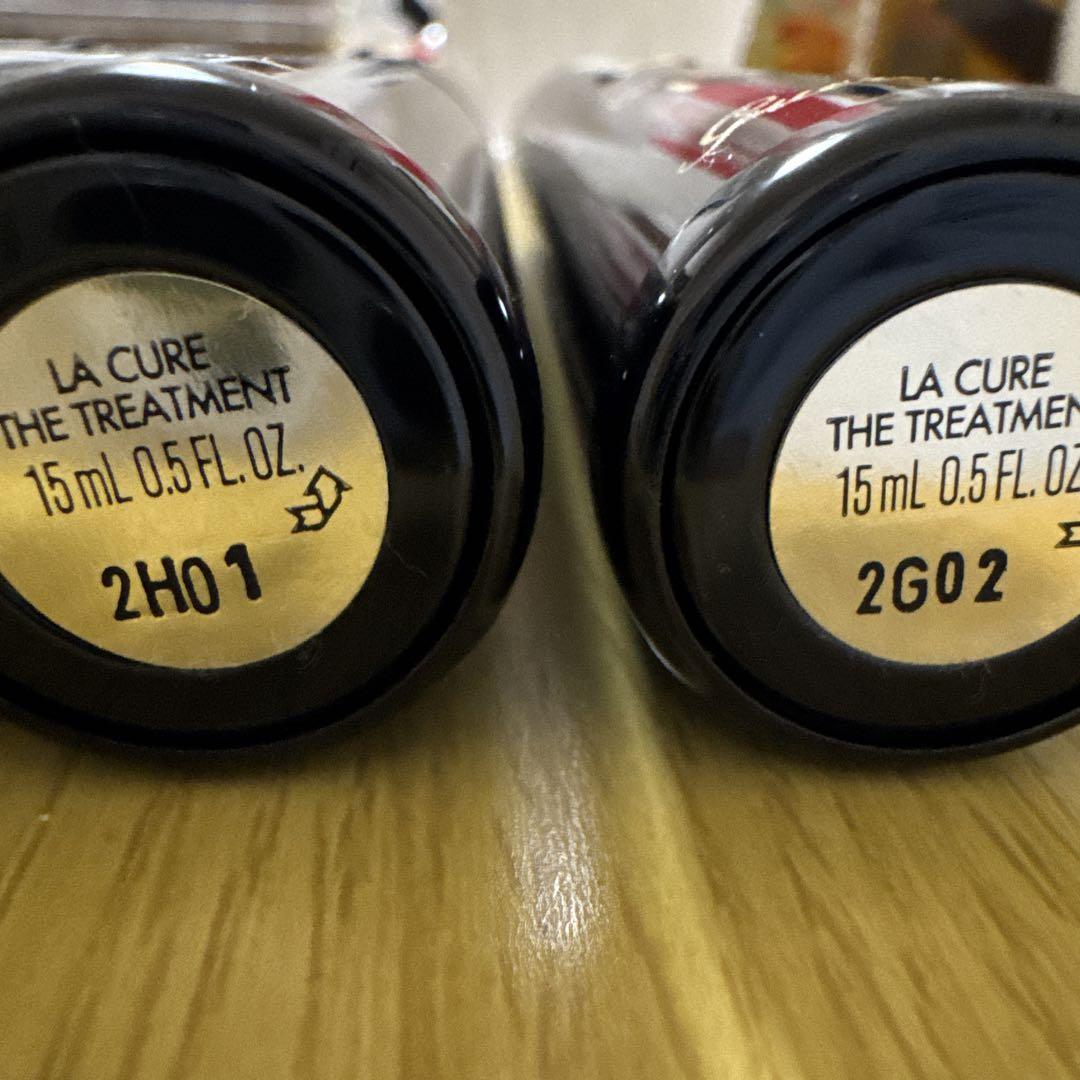 LA CURE
THE TREATMENT
15 mL 0.5 FL. OZ.
2H01
LA CURE
THE TREATMEN
15 mL 0.5 FL. OZ
2G02